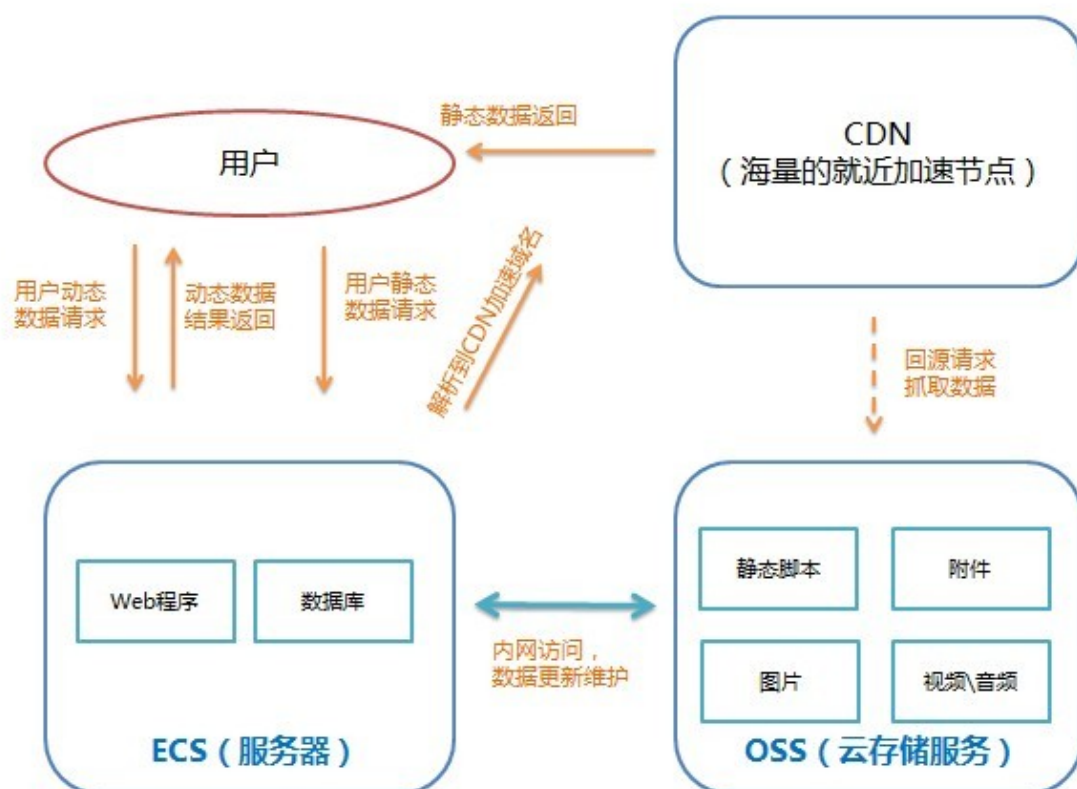 静态数据返回
用户
CDN
（海量的就近加速节点）
用户动态
数据请求
动态数据
结果返回
用户静态
数据请求
解析到CDN加速域名
回源请求
抓取数据
Web程序
数据库
静态脚本
附件
内网访问，
数据更新维护
图片
视频\音频
ECS（服务器）
OSS（云存储服务）